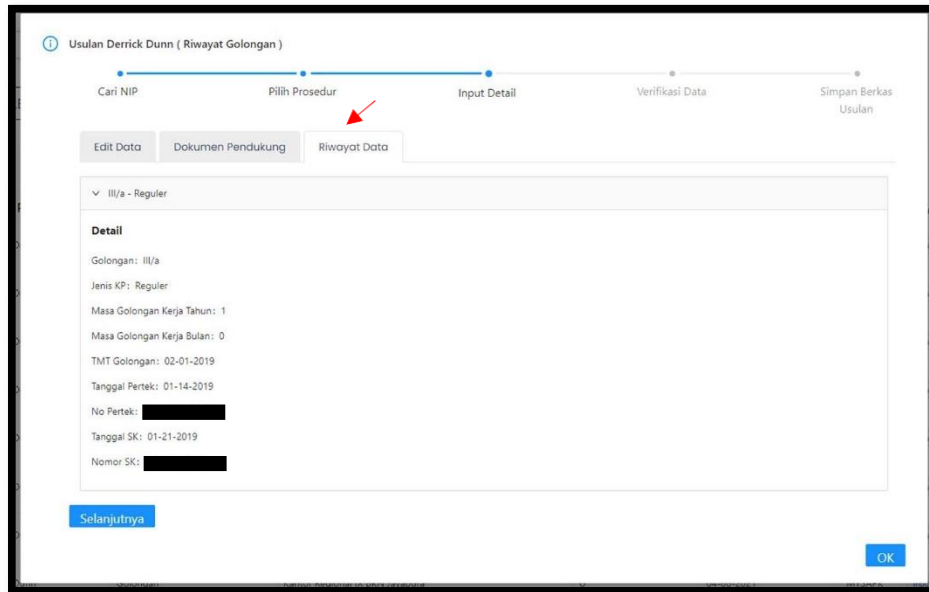 Usulan Derrick Dunn ( Riwayat Golongan )
Cari NIP
Pilih Prosedur
Input Detail
Verifikasi Data
Simpan Berkas
Usulan
Edit Data
Dokumen Pendukung
Riwayat Data
III/a - Reguler
Detail
Golongan: III/a
Jenis KP: Reguler
Masa Golongan Kerja Tahun: 1
Masa Golongan Kerja Bulan: 0
TMT Golongan: 02-01-2019
Tanggal Pertek: 01-14-2019
No Pertek:
Tanggal SK: 01-21-2019
Nomor SK:
Selanjutnya
OK